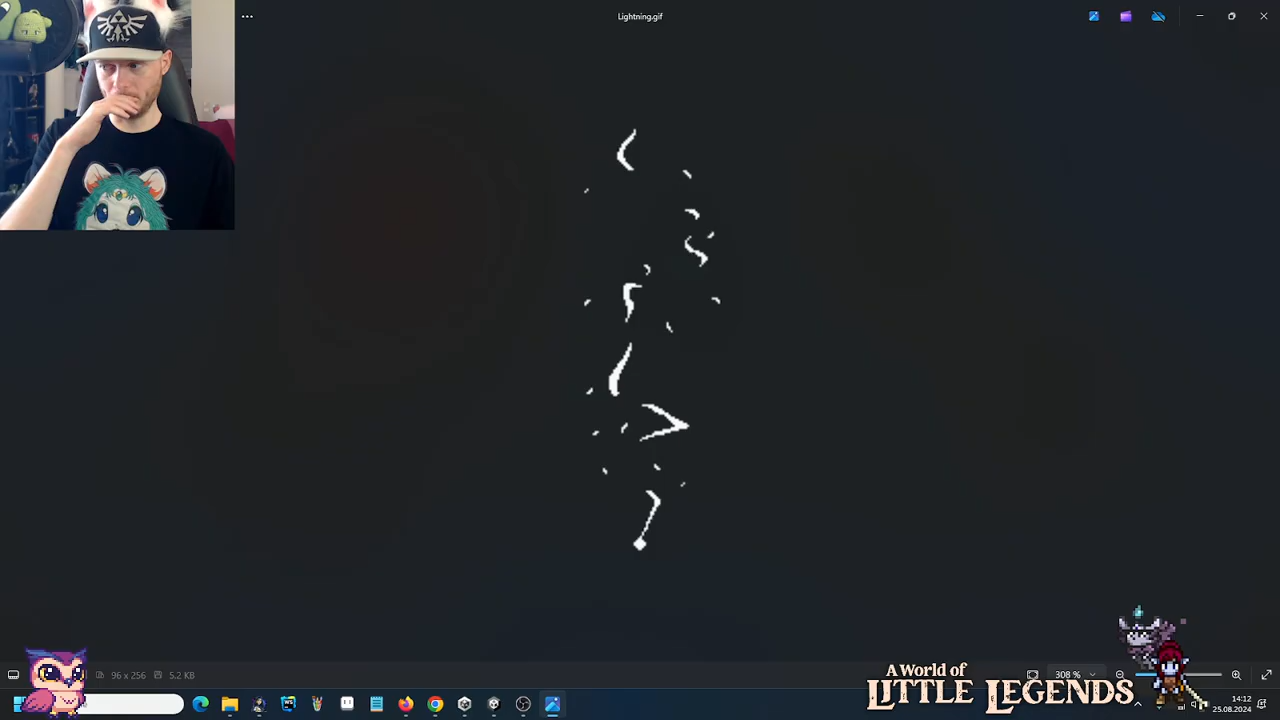 Lightning.gif
A World of
LITTLE LEGENDS
96 x 256
5.2 KB
308 %
14:12
25.08.2024